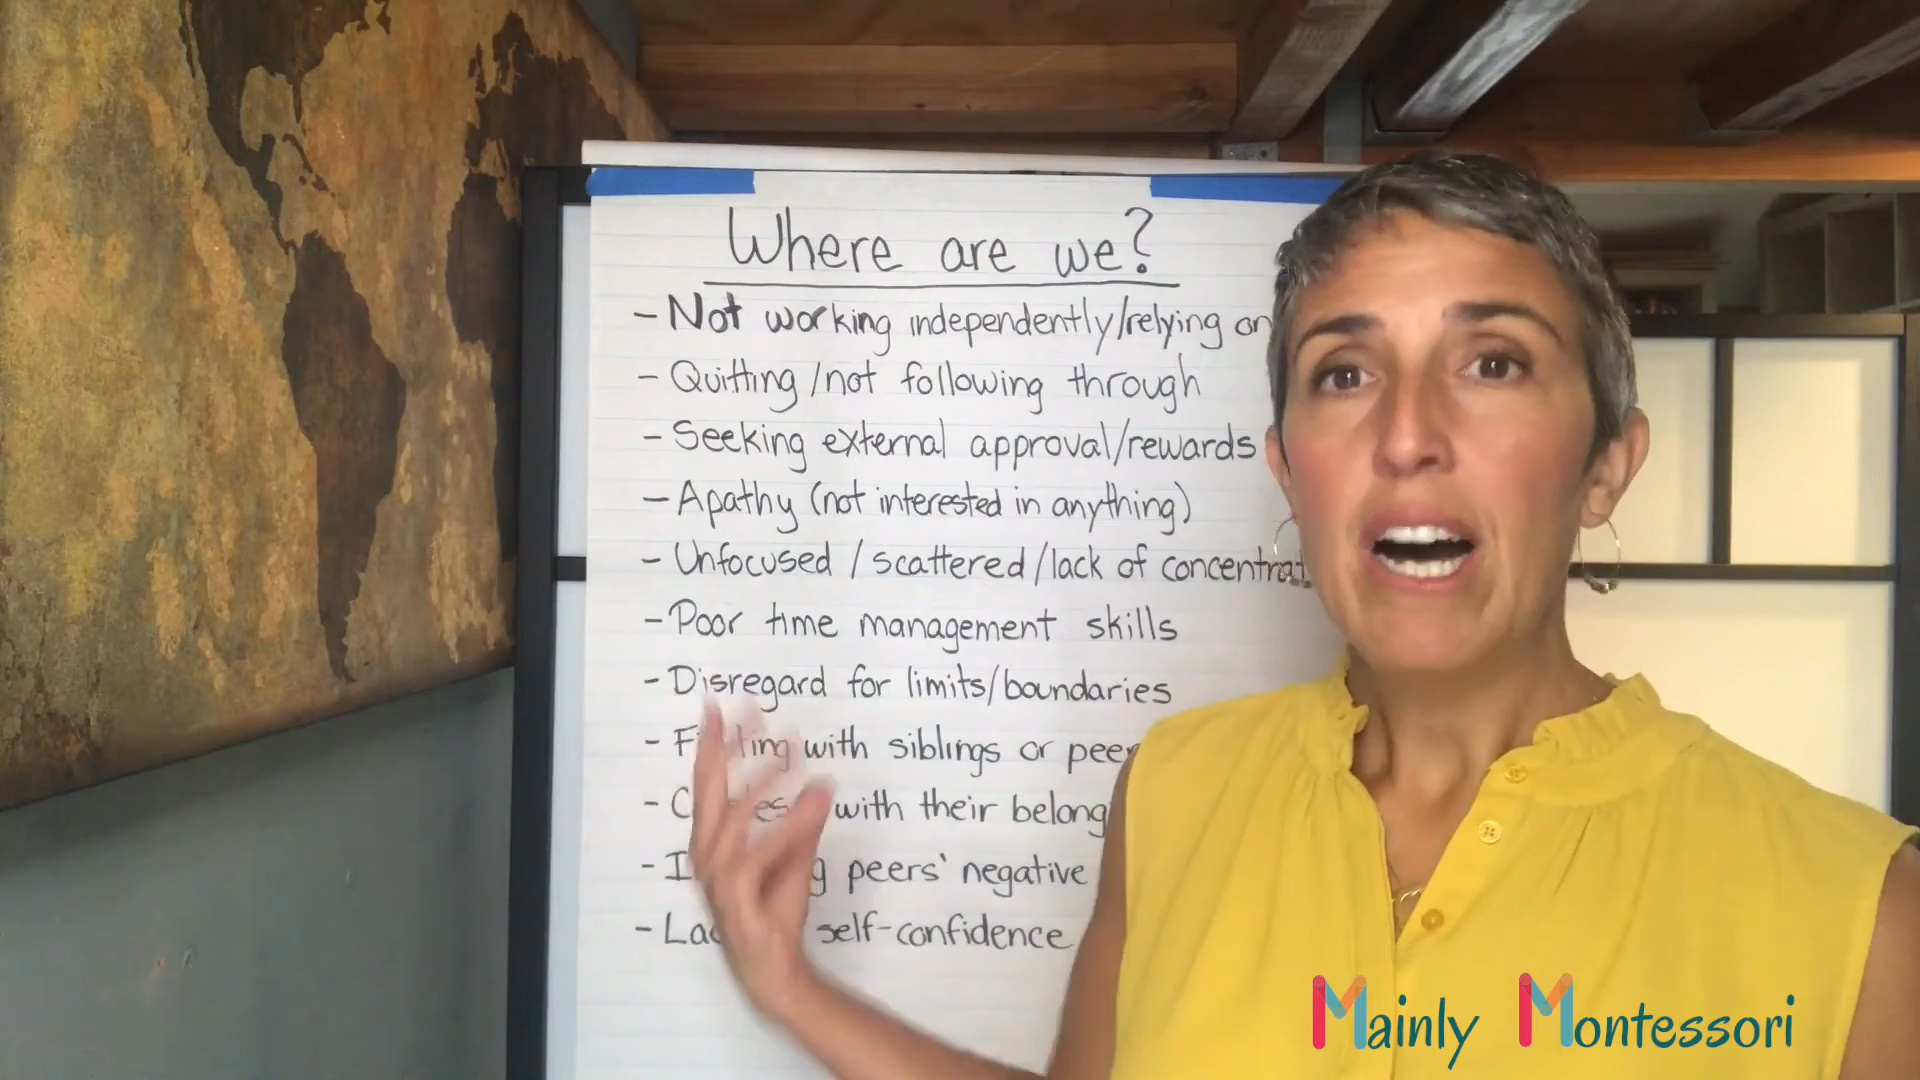 Where are we?
- Not working independently/relying on
- Quitting/not following through
- Seeking external approval/rewards
- Apathy (not interested in anything)
- Unfocused/scattered/lack of
- Poor time management skills
- Disregard for limits/boundaries
- with siblings or
- with their
- peers' negative
- self-confidence
Mainly Montessori